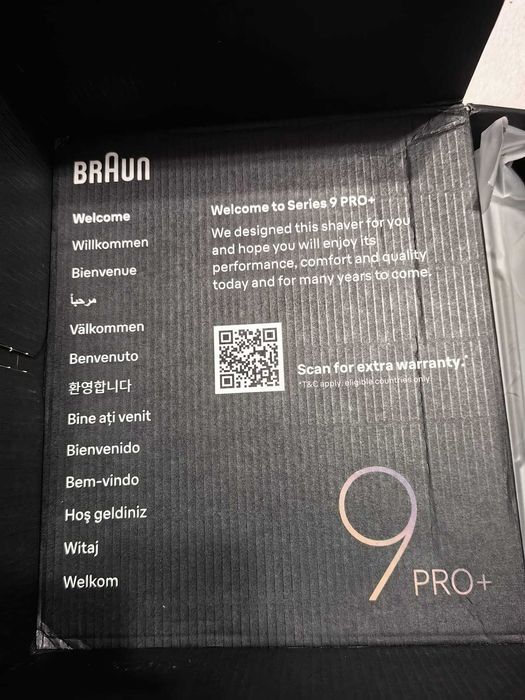 BRAUN
Welcome
Willkommen
Bienvenue
مرحباً
Välkommen
Benvenuto
환영합니다
Bine ați venit
Bienvenido
Bem-vindo
Hoş geldiniz
Witaj
Welkom
Welcome to Series 9 PRO+
We designed this shaver for you
and hope you will enjoy its
performance, comfort and quality
today and for many years to come.
Scan for extra warranty.*
*T&C apply, eligible countries only.
9 PRO+